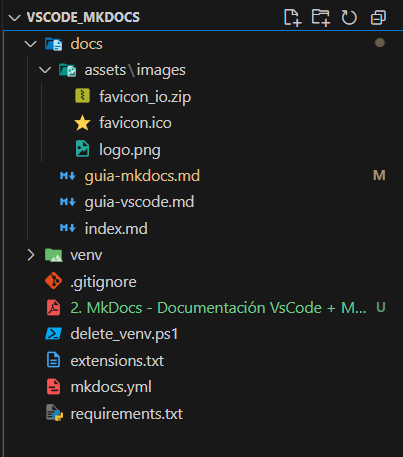 VSCODE_MKDOCS
docs
assets\images
favicon_io.zip
favicon.ico
logo.png
guia-mkdocs.md M
guia-vscode.md
index.md
venv
.gitignore
2. MkDocs - Documentación VsCode + M... U
delete_venv.ps1
extensions.txt
mkdocs.yml
requirements.txt